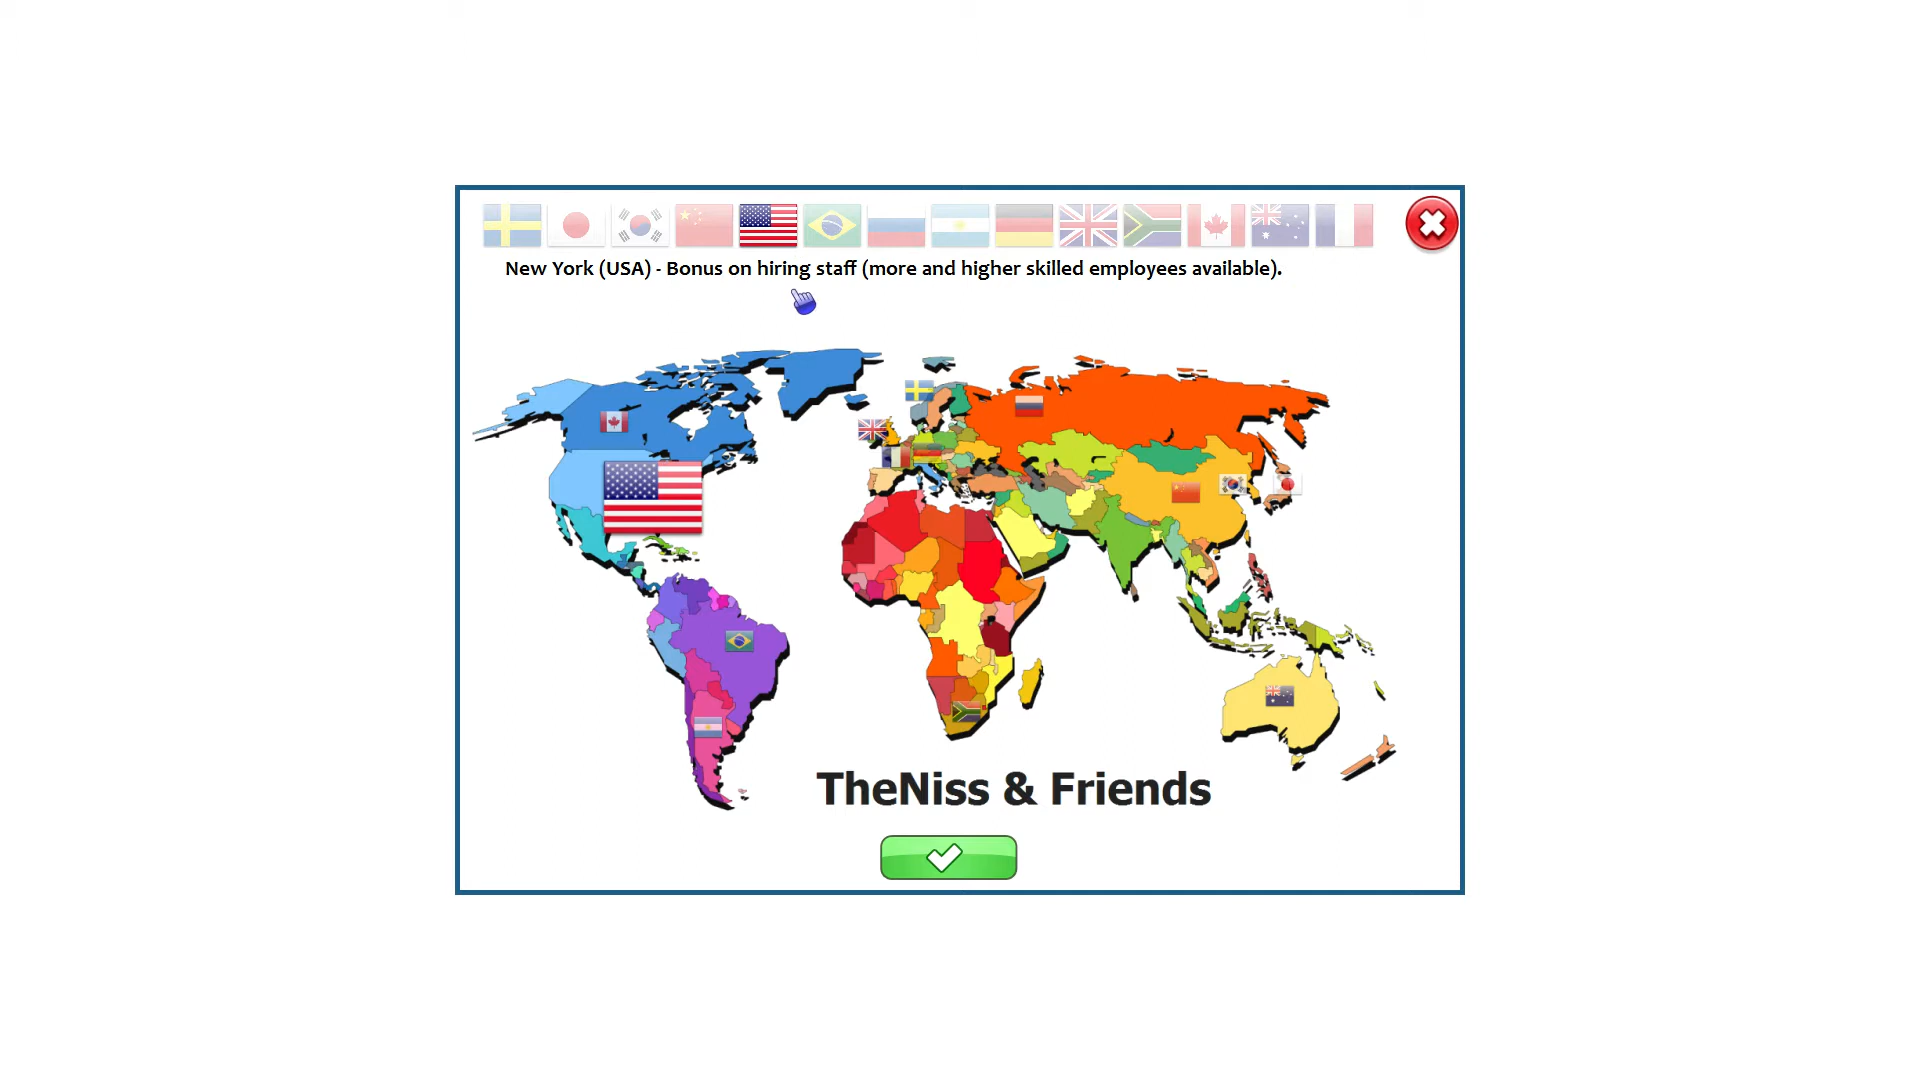 New York (USA) - Bonus on hiring staff (more and higher skilled employees available).
TheNiss & Friends